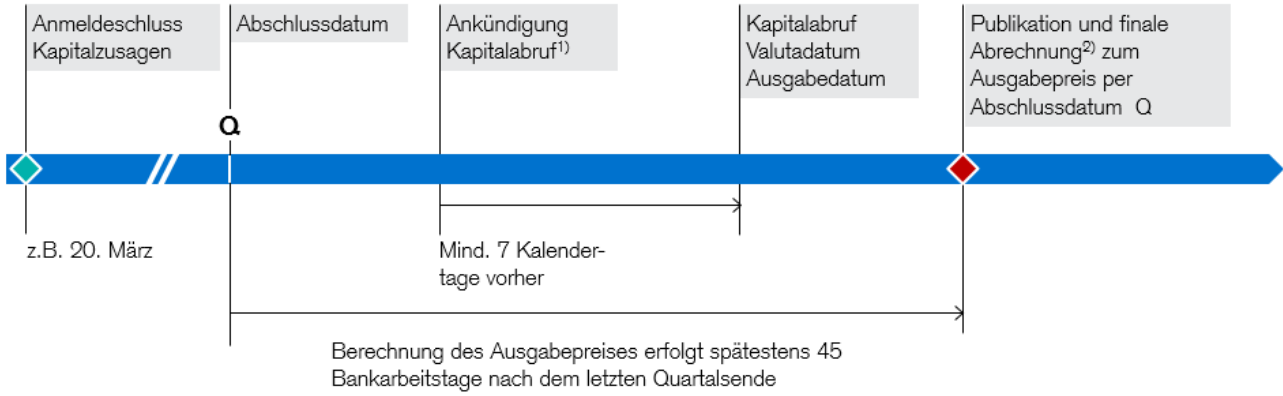 Anmeldeschluss
Kapitalzusagen
Abschlussdatum
Ankündigung
Kapitalabruf1)
Kapitalabruf
Valutadatum
Ausgabedatum
Publikation und finale
Abrechnung2) zum
Ausgabepreis per
Abschlussdatum Q
Q
z.B. 20. März
Mind. 7 Kalender-
tage vorher
Berechnung des Ausgabepreises erfolgt spätestens 45
Bankarbeitstage nach dem letzten Quartalsende